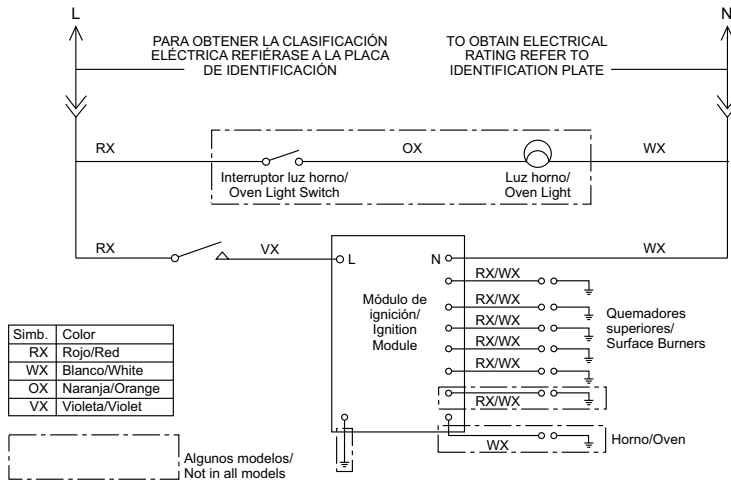 L
N
PARA OBTENER LA CLASIFICACIÓN
ELÉCTRICA REFIÉRASE A LA PLACA
DE IDENTIFICACIÓN
TO OBTAIN ELECTRICAL
RATING REFER TO
IDENTIFICATION PLATE
RX
OX
WX
Interruptor luz horno/
Oven Light Switch
Luz horno/
Oven Light
RX
VX
WX
L
N
Módulo de
ignición/
Ignition
Module
RX/WX
RX/WX
RX/WX
RX/WX
RX/WX
RX/WX
WX
Quemadores
superiores/
Surface Burners
Horno/Oven
Simb. Color
RX Rojo/Red
WX Blanco/White
OX Naranja/Orange
VX Violeta/Violet
Algunos modelos/
Not in all models